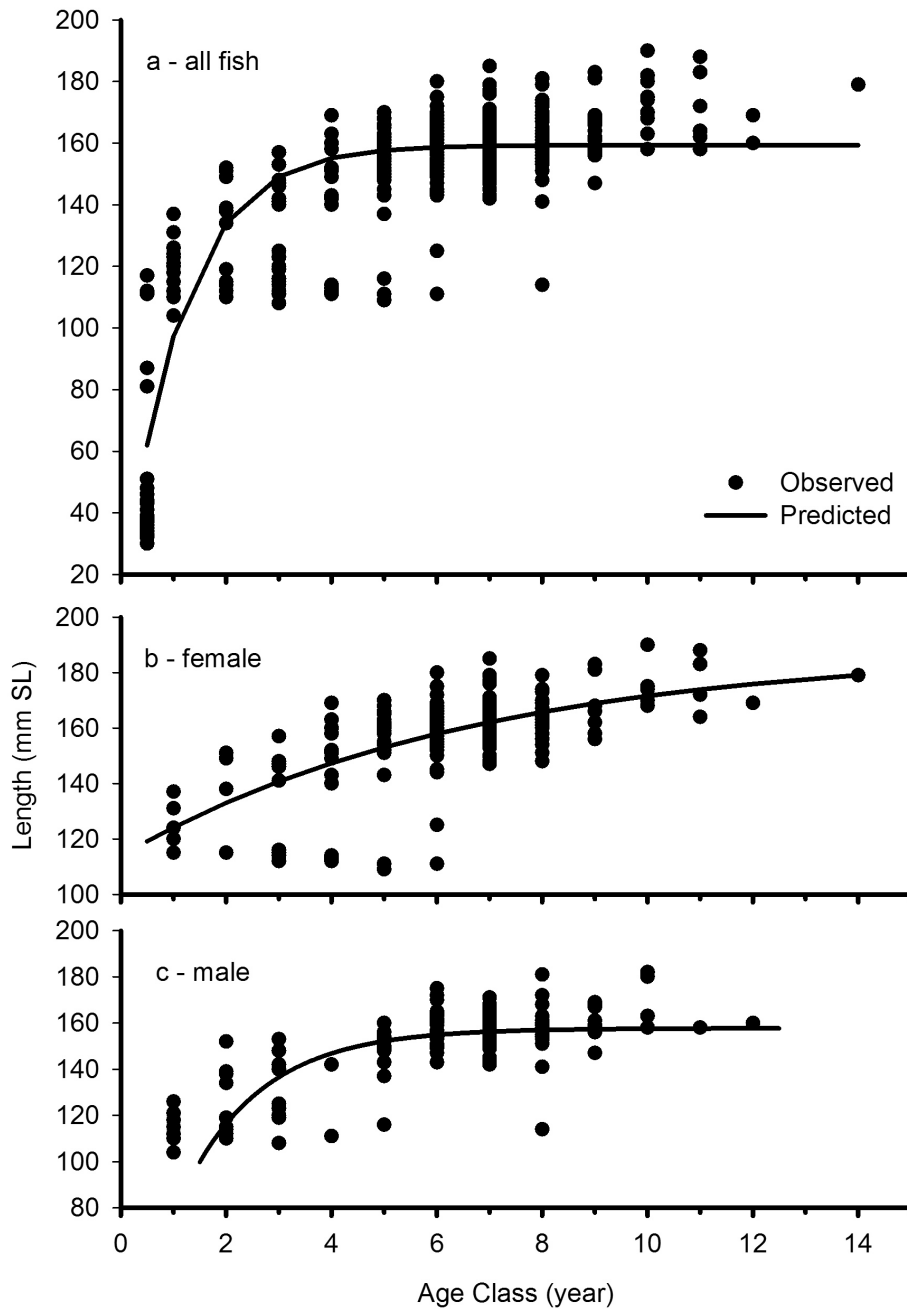 200
a - all fish
180
160
140
120
100
80
60
Observed
40
Predicted
20
200
b - female
180
160
140
120
100
Length (mm SL)
200
c - male
180
160
140
120
100
80
0 2 4 6 8 10 12 14
Age Class (year)